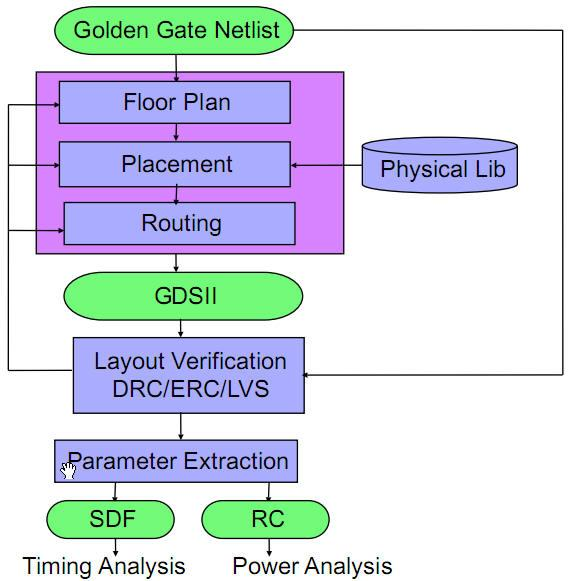 Golden Gate Netlist
Floor Plan
Placement
Physical Lib
Routing
GDSII
Layout Verification
DRC/ERC/LVS
Parameter Extraction
SDF
RC
Timing Analysis
Power Analysis